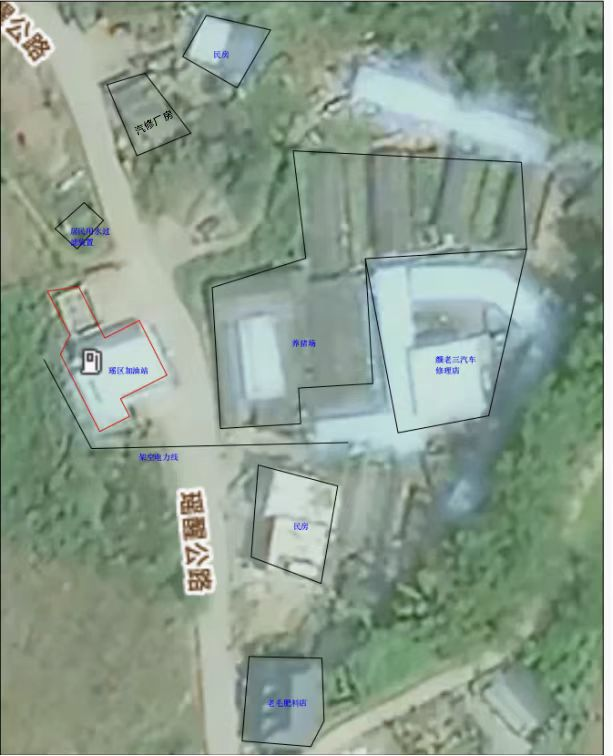 醒公路
民房
汽修厂房
居民用水过
滤装置
养猪场
颜老三汽车
修理店
瑶区加油站
架空电力线
瑶醒公路
民房
老毛肥料店